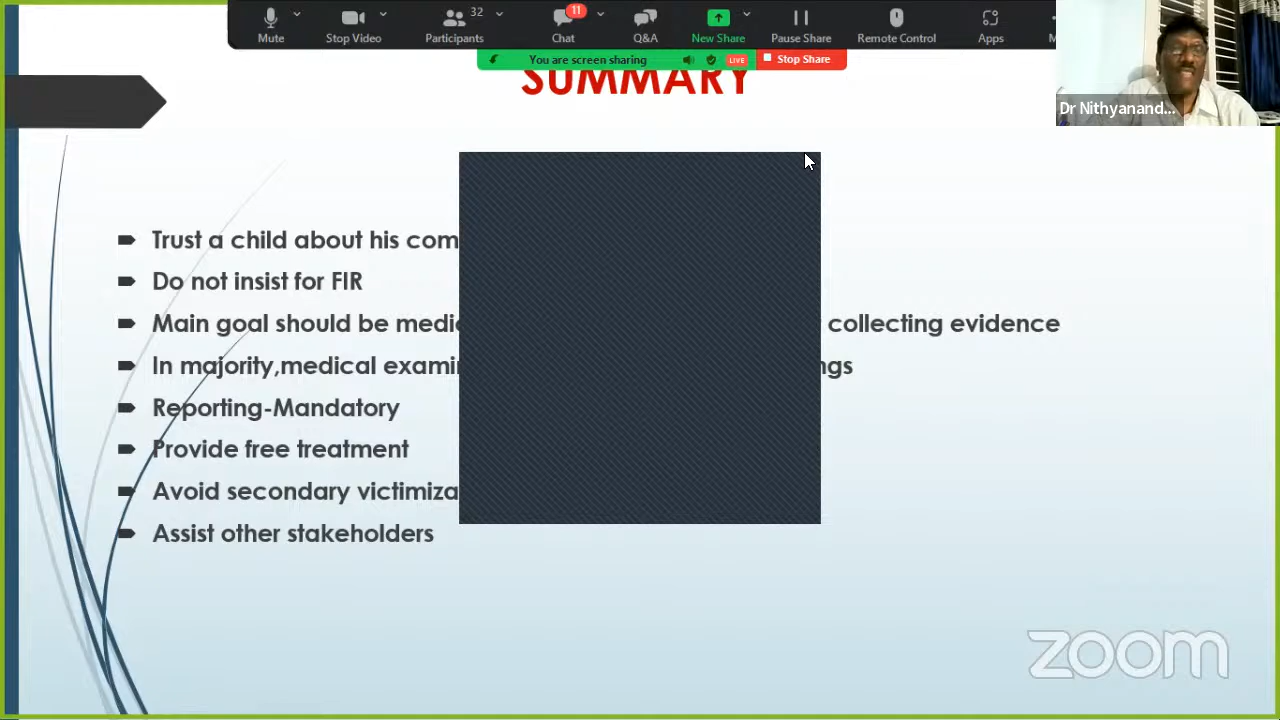 32
11
Mute
Stop Video
Participants
Chat
Q&A
New Share
Pause Share
Remote Control
Apps
You are screen sharing
LIVE
Stop Share
Dr Nithyanand...
SUMMARY
Trust a child about his com
Do not insist for FIR
Main goal should be medic collecting evidence
In majority,medical examin ngs
Reporting-Mandatory
Provide free treatment
Avoid secondary victimiza
Assist other stakeholders
zoom